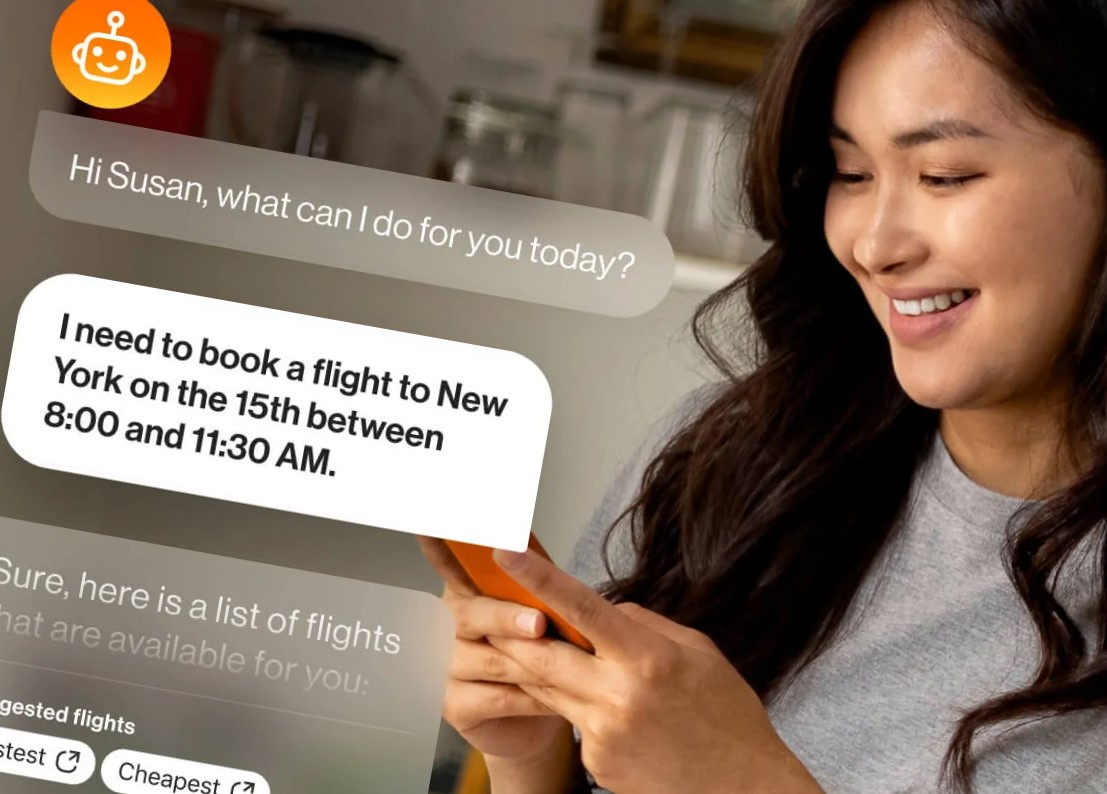 Hi Susan, what can I do for you today?
I need to book a flight to New
York on the 15th between
8:00 and 11:30 AM.
Sure, here is a list of flights
that are available for you:
flights
Cheapest